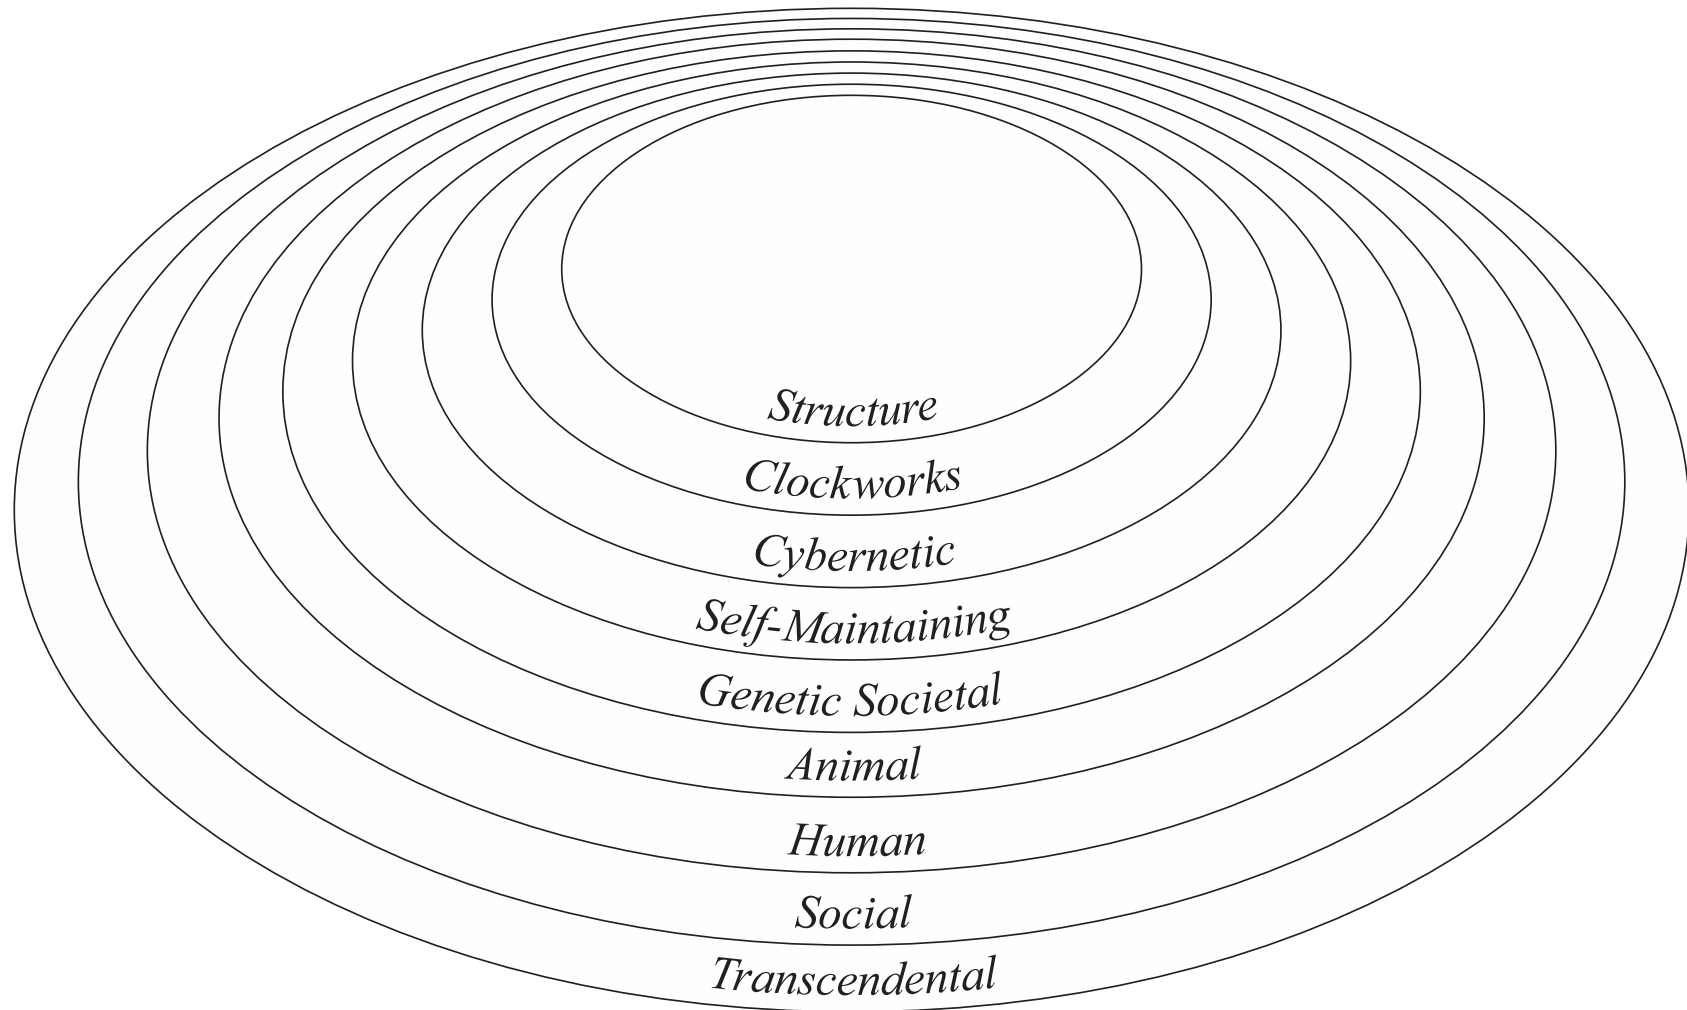 Structure
Clockworks
Cybernetic
Self-Maintaining
Genetic Societal
Animal
Human
Social
Transcendental